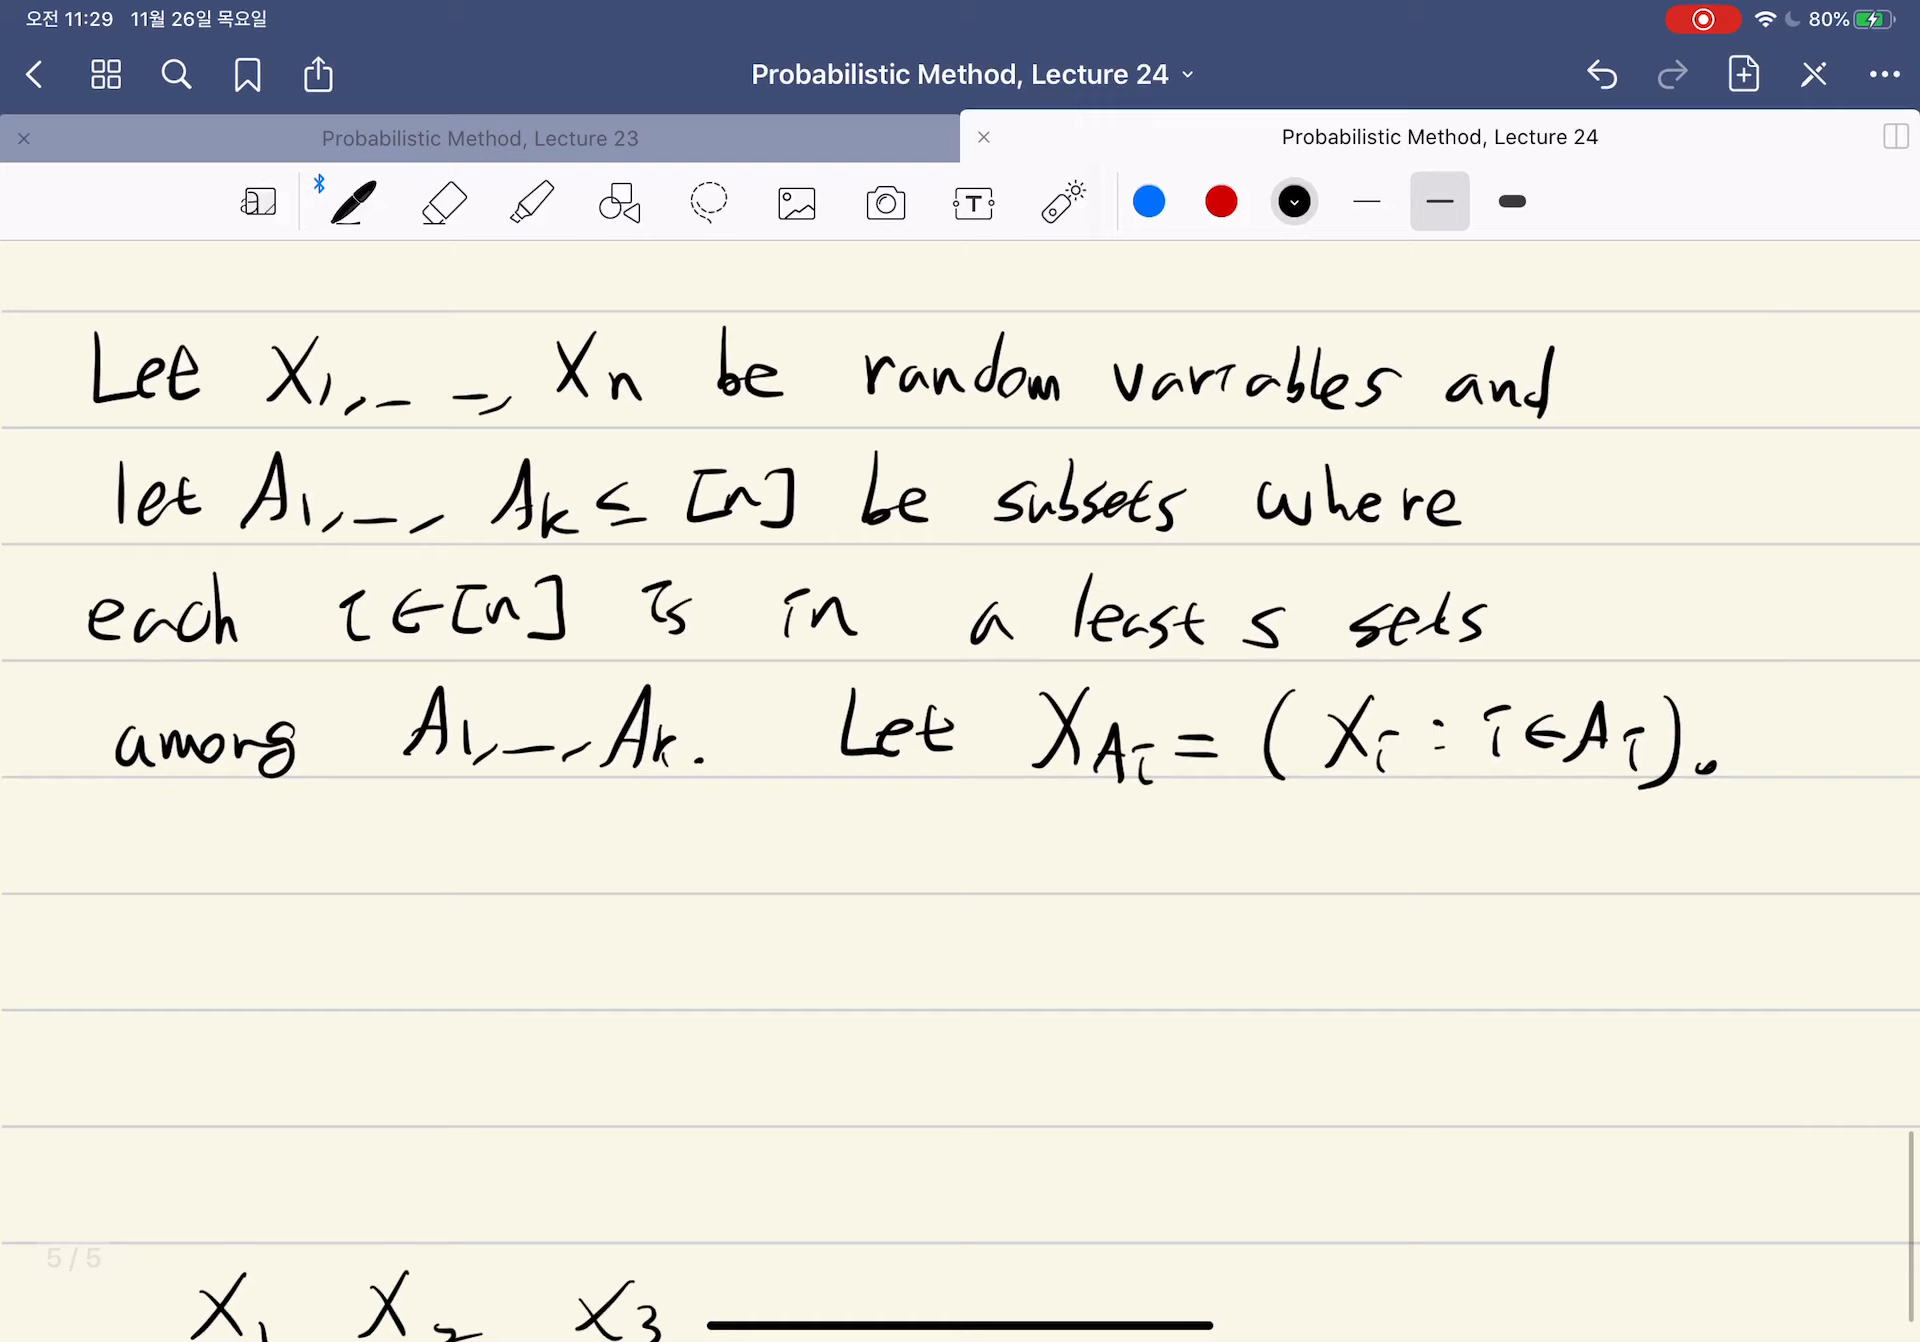 오전 11:29 11월 26일 목요일 80%
Probabilistic Method, Lecture 24
Probabilistic Method, Lecture 23
Probabilistic Method, Lecture 24
Let X₁, - - -, Xn be random variables and
let A₁, - -, Ak ⊆ [n] be subsets where
each i ∈ [n] is in a least s sets
among A₁, -, Ak. Let X_{Ai} = ( Xi : i ∈ Ai ).
5 / 5
X₁ X₂ X₃